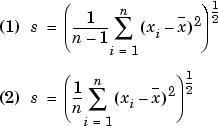 (1) s = ( 1/(n − 1) ∑_{i = 1}^{n} (x_i − x̄)^2 )^{1/2}
(2) s = ( 1/n ∑_{i = 1}^{n} (x_i − x̄)^2 )^{1/2}